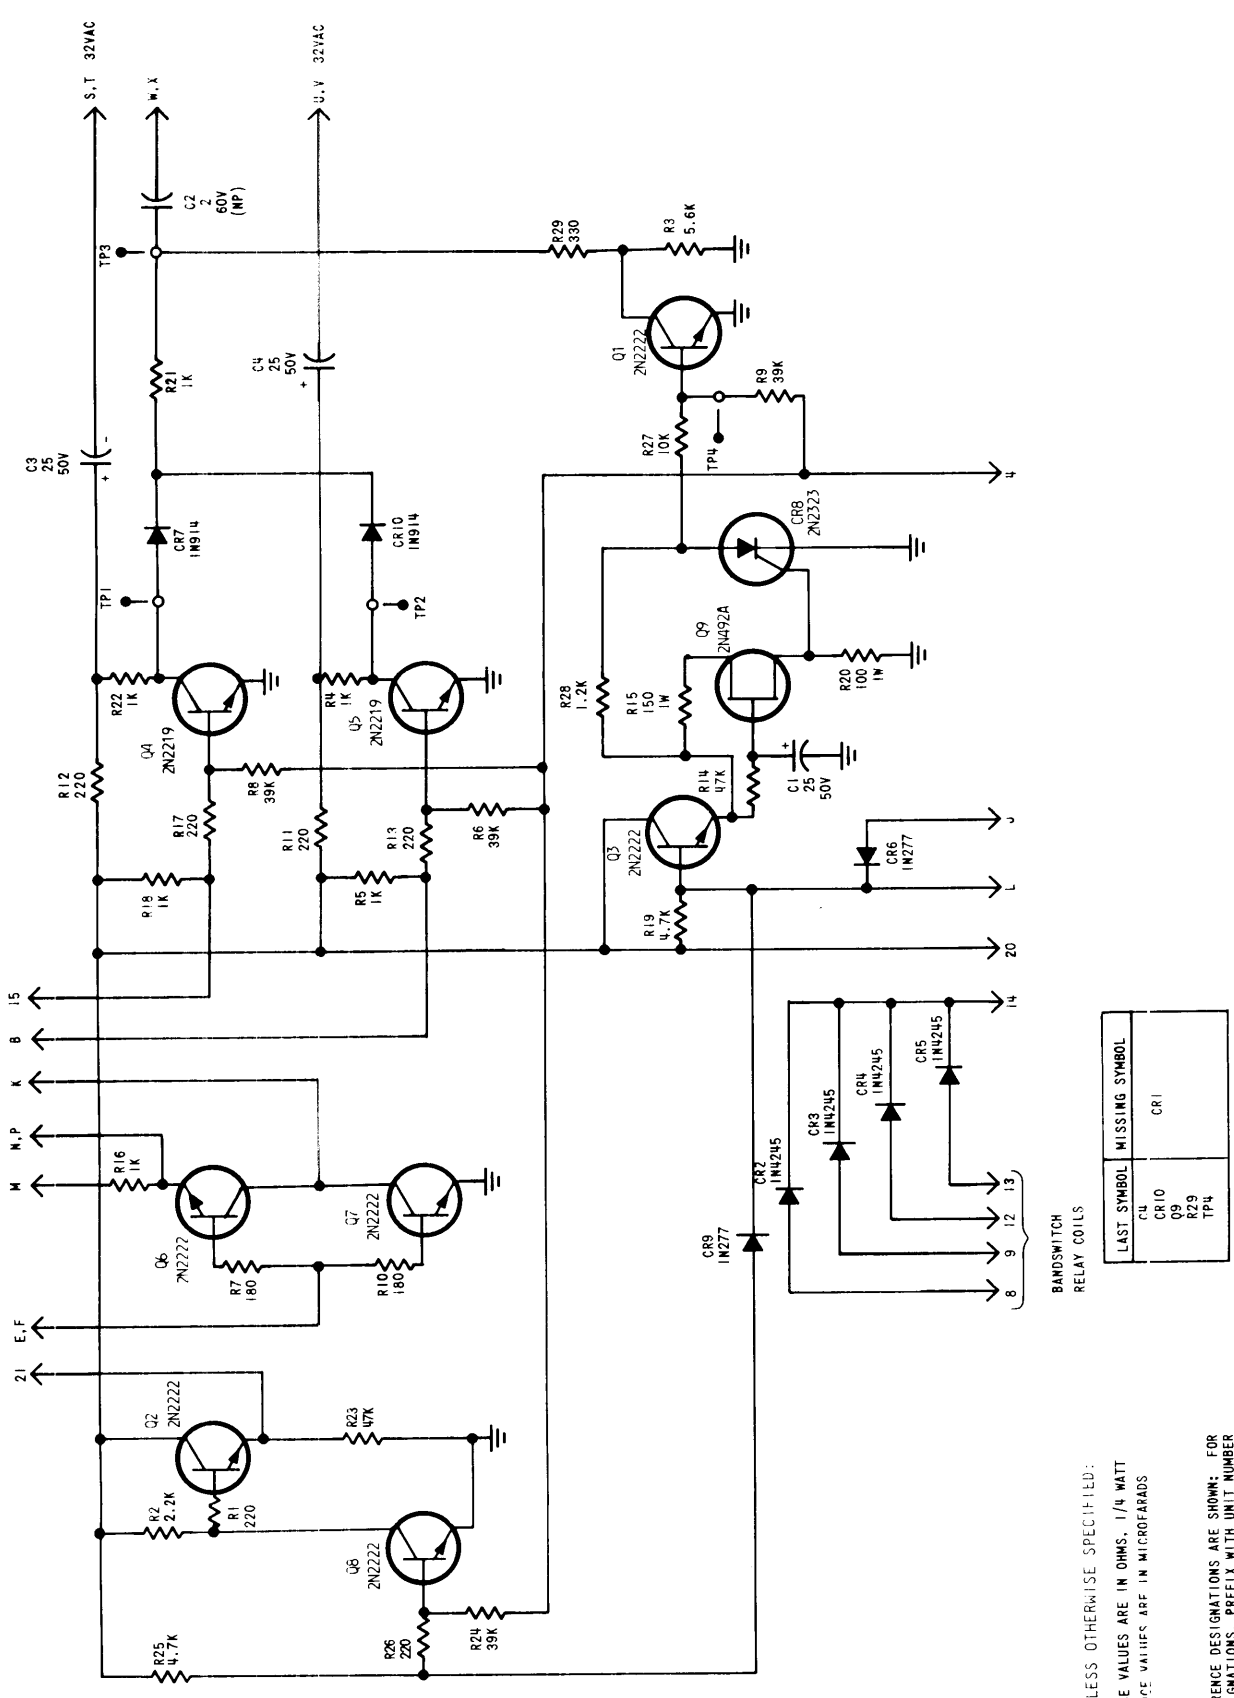 S,T 32VAC
W,X
U,V 32VAC
C3
25
50V
+
-
C2
2
60V
(NP)
TP3
R21
1K
C4
25
50V
+
R29
330
R3
5.6K
Q1
2N2222
R9
39K
R27
10K
TP4
4
CR7
1N914
CR10
1N914
TP1
TP2
CR8
2N2323
R12
220
R22
1K
Q4
2N2219
R4
1K
Q5
2N2219
R28
1.2K
R15
150
1W
Q9
2N492A
R20
100
1W
R17
220
R8
39K
R11
220
R13
220
R6
39K
R14
47K
C1
25
50V
+
Q3
2N2222
R18
1K
R5
1K
R19
4.7K
CR6
1N277
J
L
20
15
B
K
N,P
M
E,F
21
14
R16
1K
Q6
2N2222
R7
180
Q7
2N2222
R10
180
CR9
1N277
CR2
1N4245
CR3
1N4245
CR4
1N4245
CR5
1N4245
13
12
9
8
BANDSWITCH
RELAY COILS
Q2
2N2222
R2
2.2K
R1
220
R23
47K
Q8
2N2222
R25
4.7K
R26
220
R24
39K
LAST SYMBOL MISSING SYMBOL
C4 CR1
CR10
Q9
R29
TP4
LESS OTHERWISE SPECIFIED:
E VALUES ARE IN OHMS, 1/4 WATT
CE VALUES ARE IN MICROFARADS
RENCE DESIGNATIONS ARE SHOWN; FOR
GNATIONS PREFIX WITH UNIT NUMBER